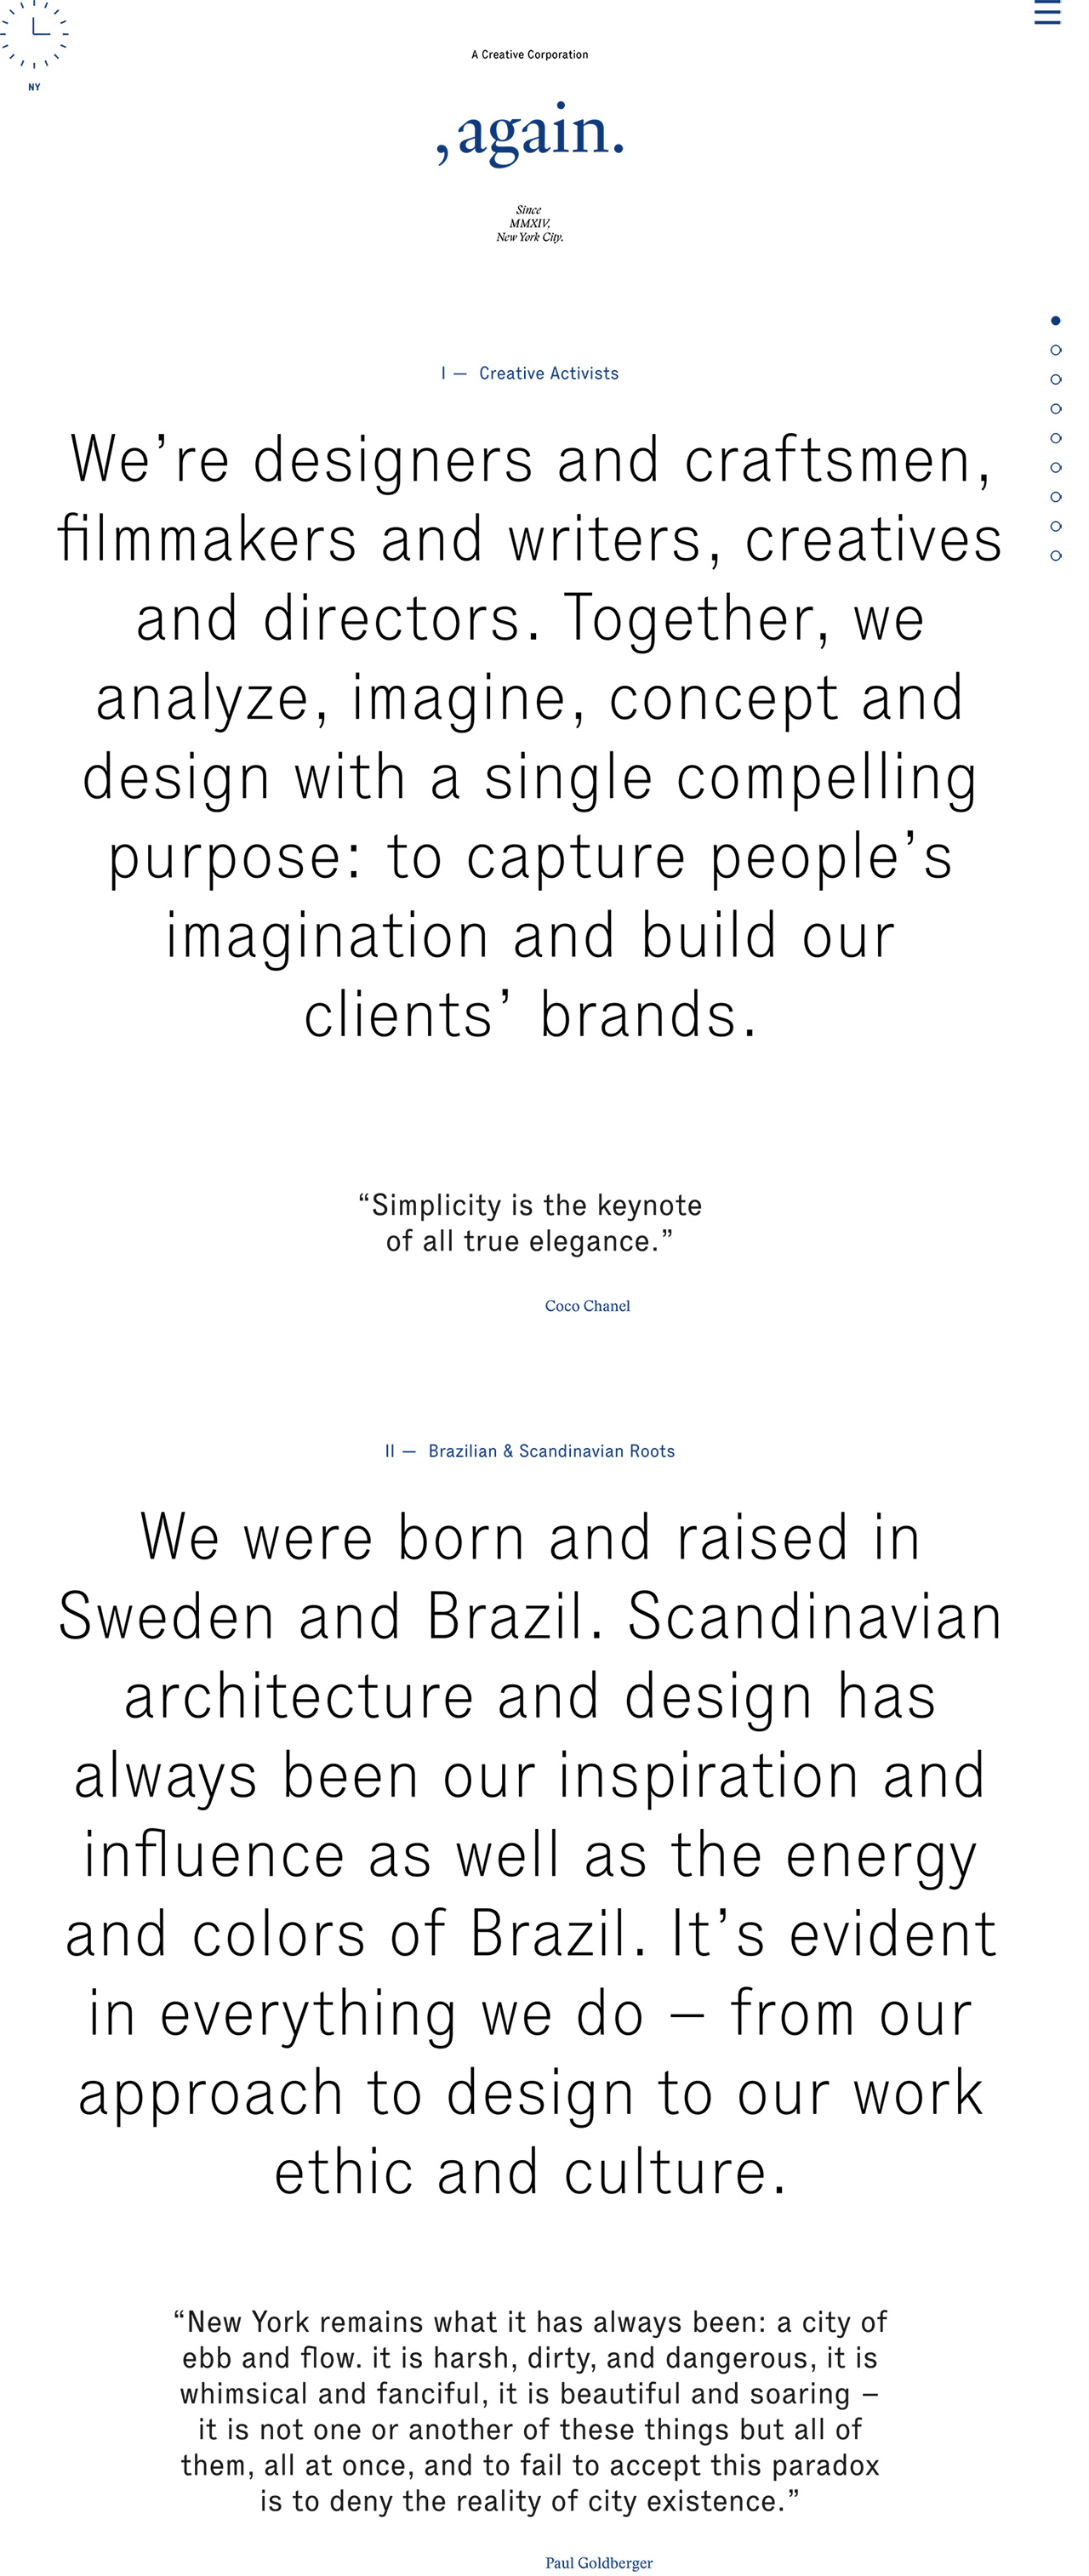 NY
A Creative Corporation
,again.
Since
MMXIV,
New York City.
I — Creative Activists
We’re designers and craftsmen,
filmmakers and writers, creatives
and directors. Together, we
analyze, imagine, concept and
design with a single compelling
purpose: to capture people’s
imagination and build our
clients’ brands.
“Simplicity is the keynote
of all true elegance.”
Coco Chanel
II — Brazilian & Scandinavian Roots
We were born and raised in
Sweden and Brazil. Scandinavian
architecture and design has
always been our inspiration and
influence as well as the energy
and colors of Brazil. It’s evident
in everything we do – from our
approach to design to our work
ethic and culture.
“New York remains what it has always been: a city of
ebb and flow. it is harsh, dirty, and dangerous, it is
whimsical and fanciful, it is beautiful and soaring –
it is not one or another of these things but all of
them, all at once, and to fail to accept this paradox
is to deny the reality of city existence.”
Paul Goldberger